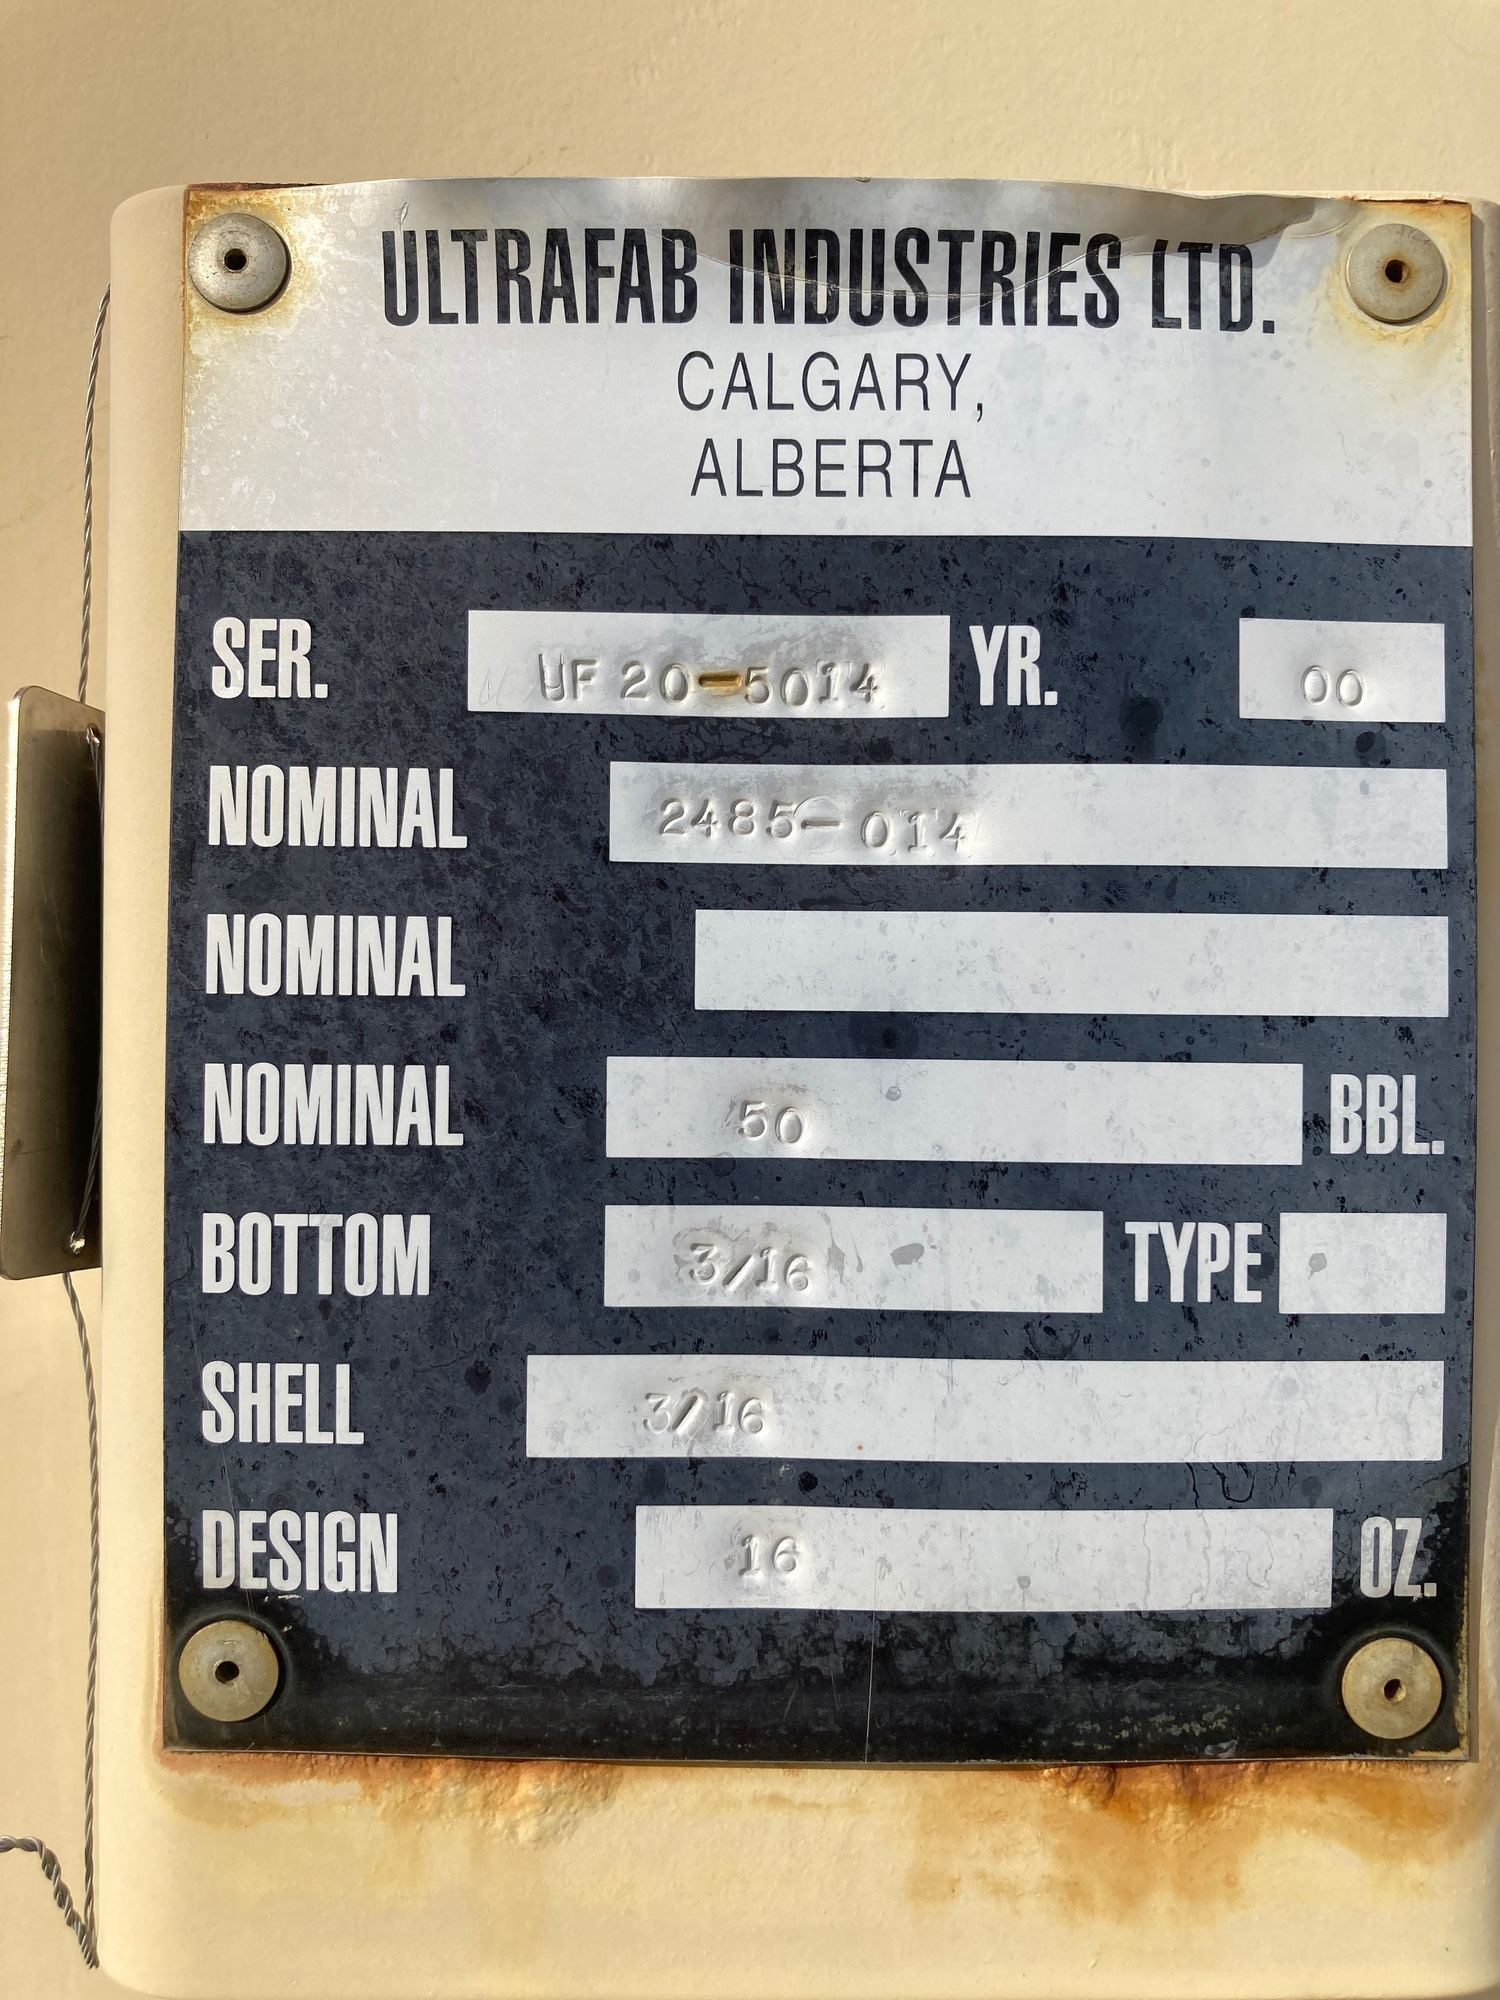 ULTRAFAB INDUSTRIES LTD.
CALGARY,
ALBERTA
SER. UF 20-5014 YR. 00
NOMINAL 2485-014
NOMINAL
NOMINAL 50 BBL.
BOTTOM 3/16 TYPE
SHELL 3/16
DESIGN 16 OZ.